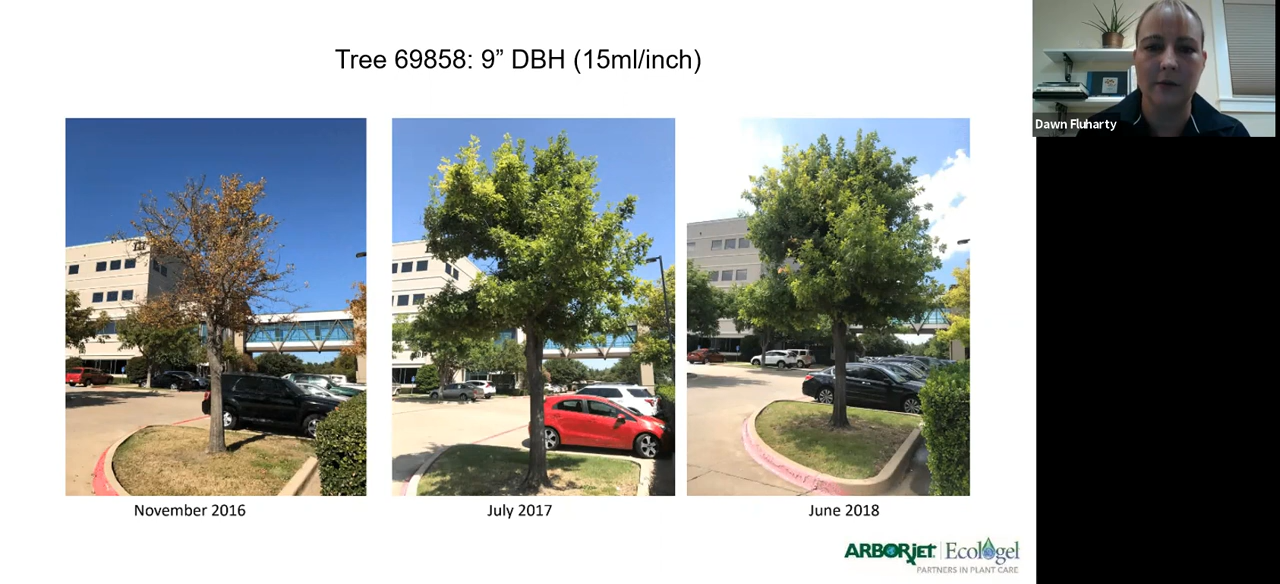 Tree 69858: 9” DBH (15ml/inch)
Dawn Fluharty
November 2016
July 2017
June 2018
ARBORJET Ecologel
PARTNERS IN PLANT CARE